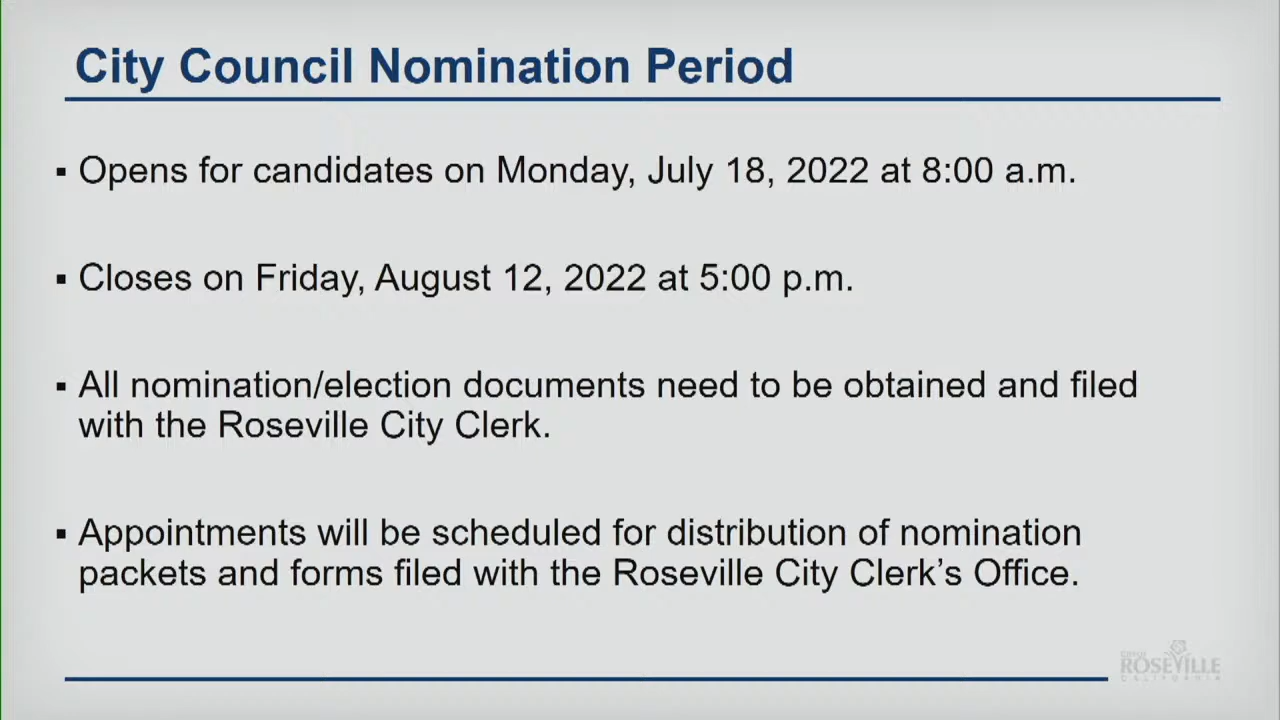 City Council Nomination Period
▪ Opens for candidates on Monday, July 18, 2022 at 8:00 a.m.
▪ Closes on Friday, August 12, 2022 at 5:00 p.m.
▪ All nomination/election documents need to be obtained and filed
with the Roseville City Clerk.
▪ Appointments will be scheduled for distribution of nomination
packets and forms filed with the Roseville City Clerk’s Office.
CITY OF
ROSEVILLE
CALIFORNIA